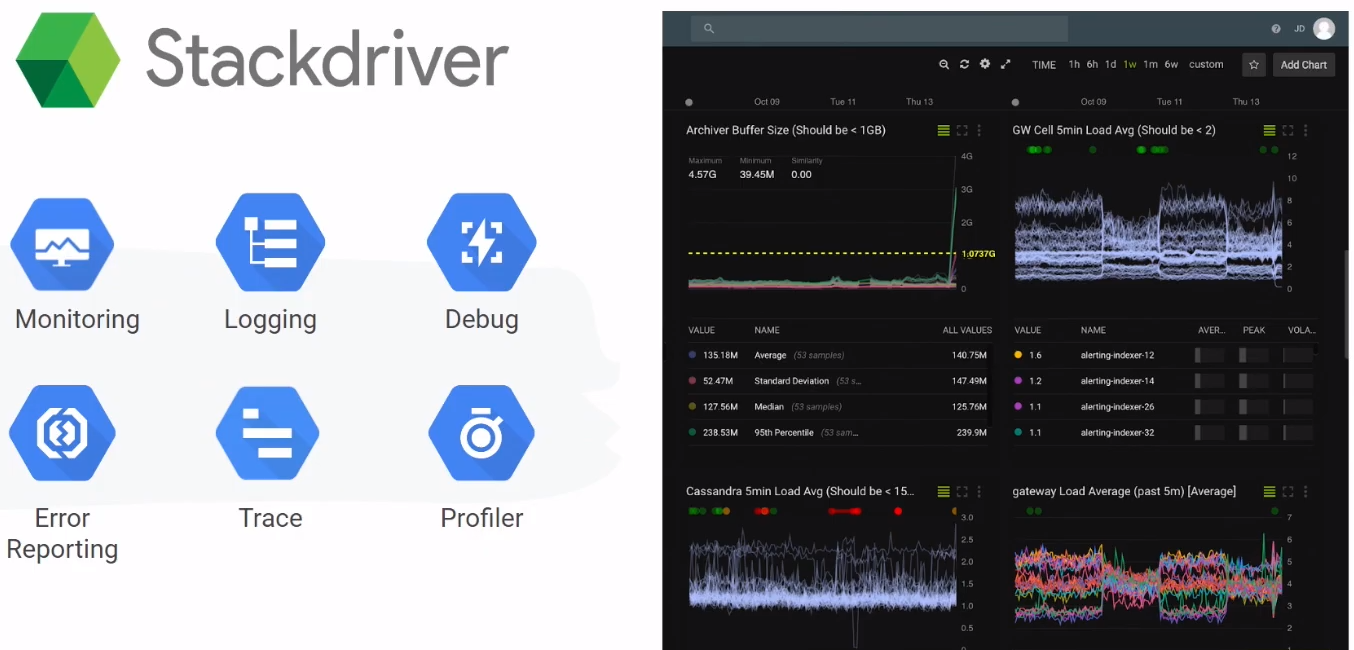 Stackdriver
Monitoring
Logging
Debug
Error
Reporting
Trace
Profiler
JD
TIME 1h 6h 1d 1w 1m 6w custom
Add Chart
Oct 09 Tue 11 Thu 13
Oct 09 Tue 11 Thu 13
Archiver Buffer Size (Should be < 1GB)
Maximum Minimum Similarity
4.57G 39.45M 0.00
4G
3G
2G
1.0737G
0
VALUE NAME ALL VALUES
135.18M Average (53 samples) 140.75M
52.47M Standard Deviation (53 s... 147.49M
127.56M Median (53 samples) 125.76M
238.53M 95th Percentile (53 sam... 239.9M
GW Cell 5min Load Avg (Should be < 2)
12
10
8
6
4
2
0
VALUE NAME AVER... PEAK VOLA...
1.6 alerting-indexer-12
1.2 alerting-indexer-14
1.1 alerting-indexer-26
1.1 alerting-indexer-32
Cassandra 5min Load Avg (Should be < 15...
3.0
2.5
2.0
1.5
1.0
0.5
gateway Load Average (past 5m) [Average]
7
6
5
4
3
2